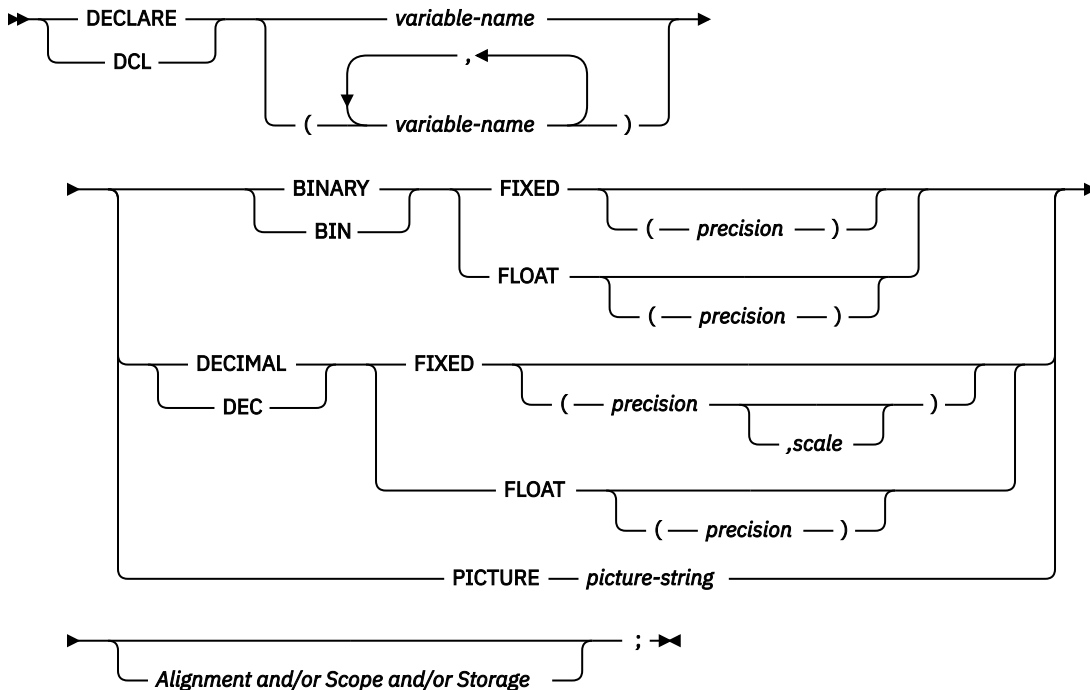 DECLARE variable-name
DCL
,
( variable-name )
BINARY FIXED
BIN ( precision )
FLOAT
( precision )
DECIMAL FIXED
DEC ( precision )
,scale
FLOAT
( precision )
PICTURE picture-string
;
Alignment and/or Scope and/or Storage